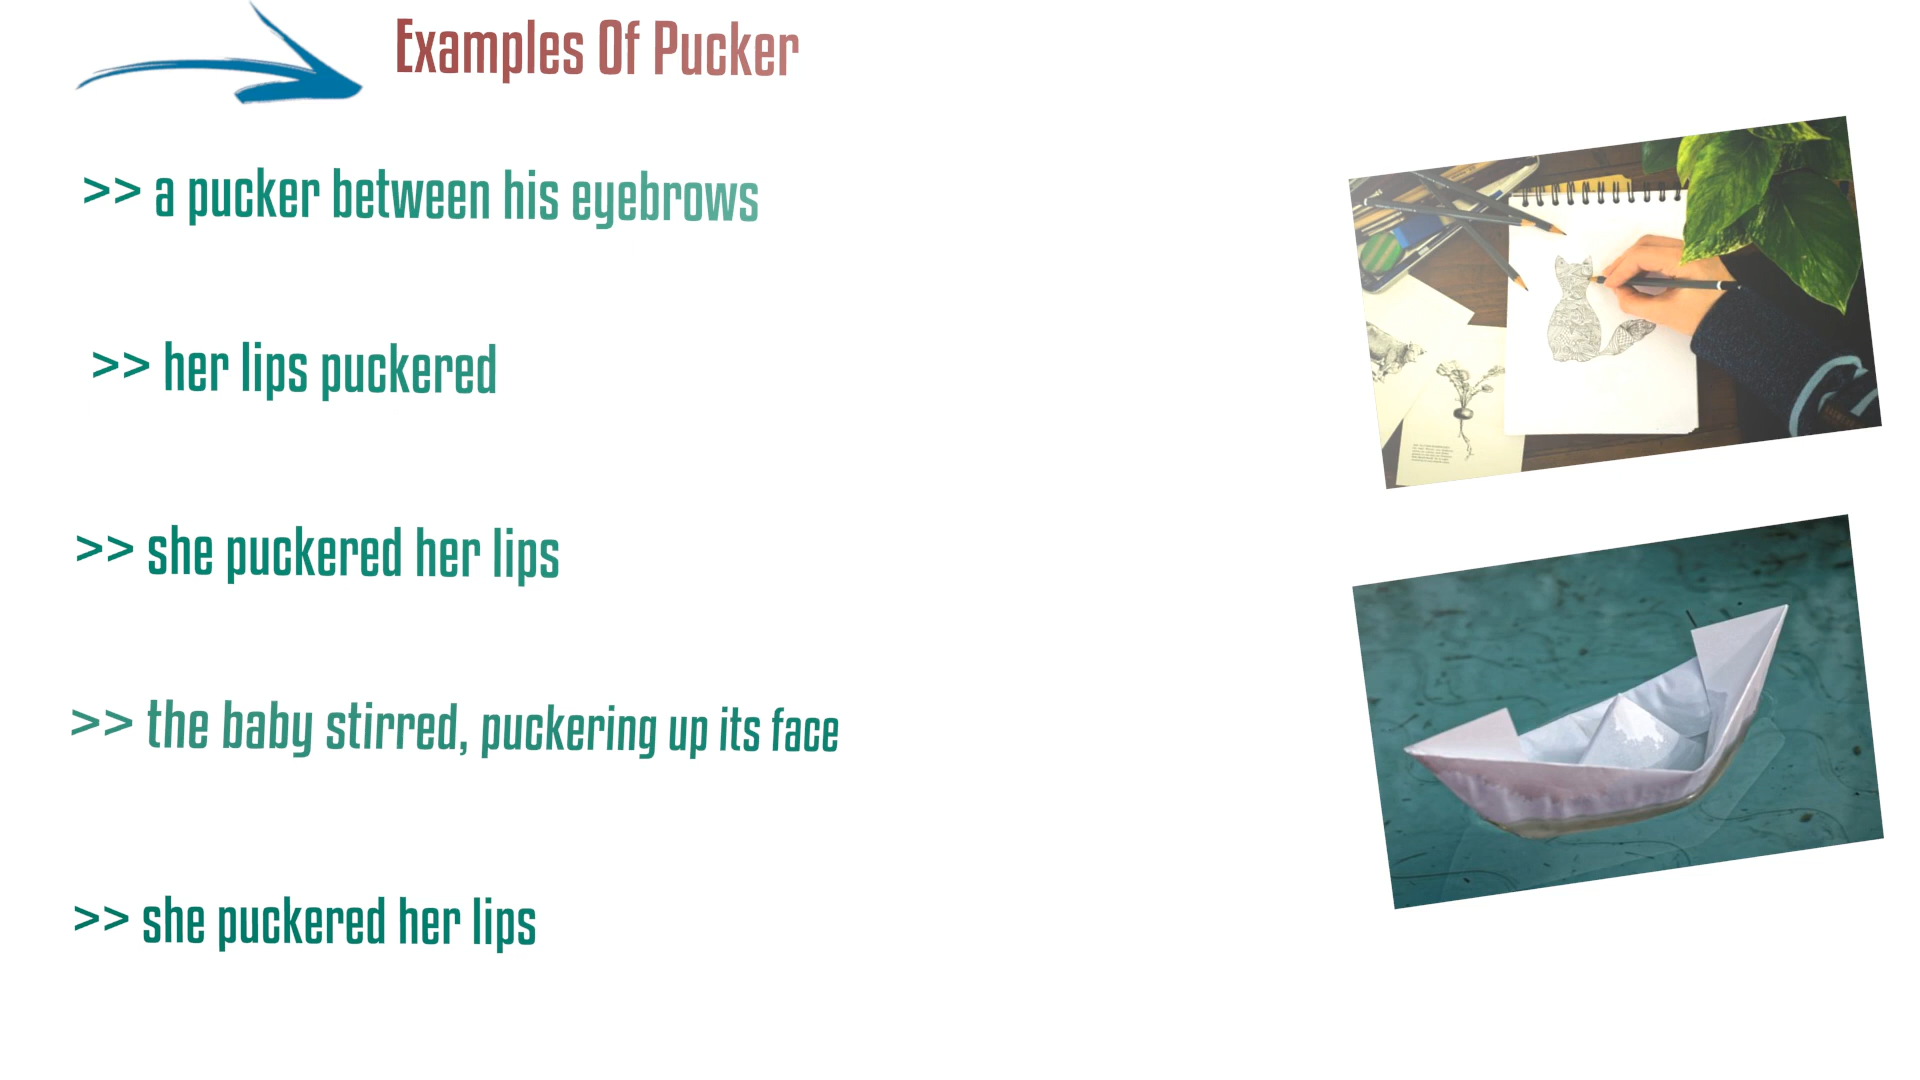 Examples Of Pucker
>> a pucker between his eyebrows
>> her lips puckered
>> she puckered her lips
>> the baby stirred, puckering up its face
>> she puckered her lips